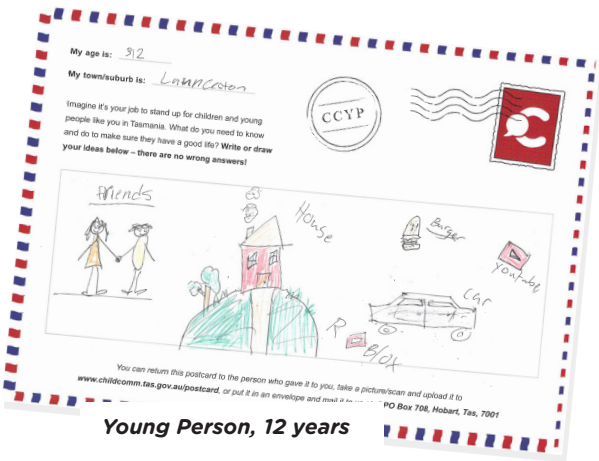 My age is: 12
My town/suburb is: Launceston
CCYP
Imagine it's your job to stand up for children and young
people like you in Tasmania. What do you need to know
and do to make sure they have a good life? Write or draw
your ideas below – there are no wrong answers!
Friends
House
Burger
Youtube
Car
R BLOX
You can return this postcard to the person who gave it to you, take a picture/scan and upload it to
www.childcomm.tas.gov.au/postcard, or put it in an envelope and mail it to PO Box 708, Hobart, Tas, 7001
Young Person, 12 years